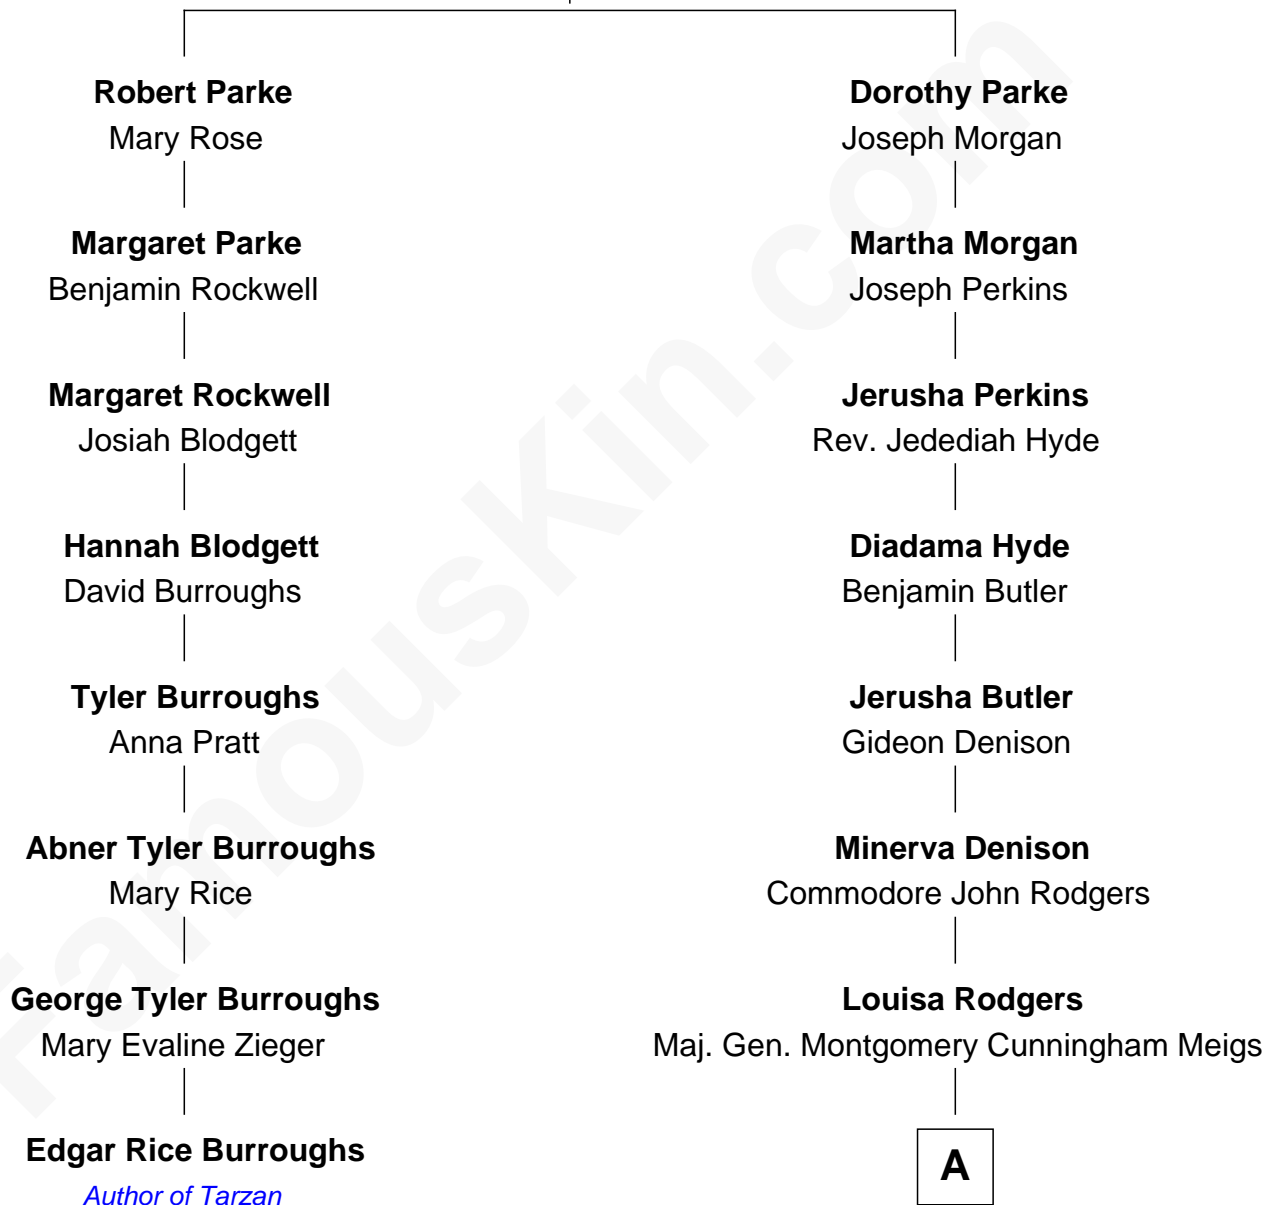 Robert Parke
Mary Rose
Margaret Parke
Benjamin Rockwell
Margaret Rockwell
Josiah Blodgett
Hannah Blodgett
David Burroughs
Tyler Burroughs
Anna Pratt
Abner Tyler Burroughs
Mary Rice
George Tyler Burroughs
Mary Evaline Zieger
Edgar Rice Burroughs
Author of Tarzan
Dorothy Parke
Joseph Morgan
Martha Morgan
Joseph Perkins
Jerusha Perkins
Rev. Jedediah Hyde
Diadama Hyde
Benjamin Butler
Jerusha Butler
Gideon Denison
Minerva Denison
Commodore John Rodgers
Louisa Rodgers
Maj. Gen. Montgomery Cunningham Meigs
A
FamousKin.com